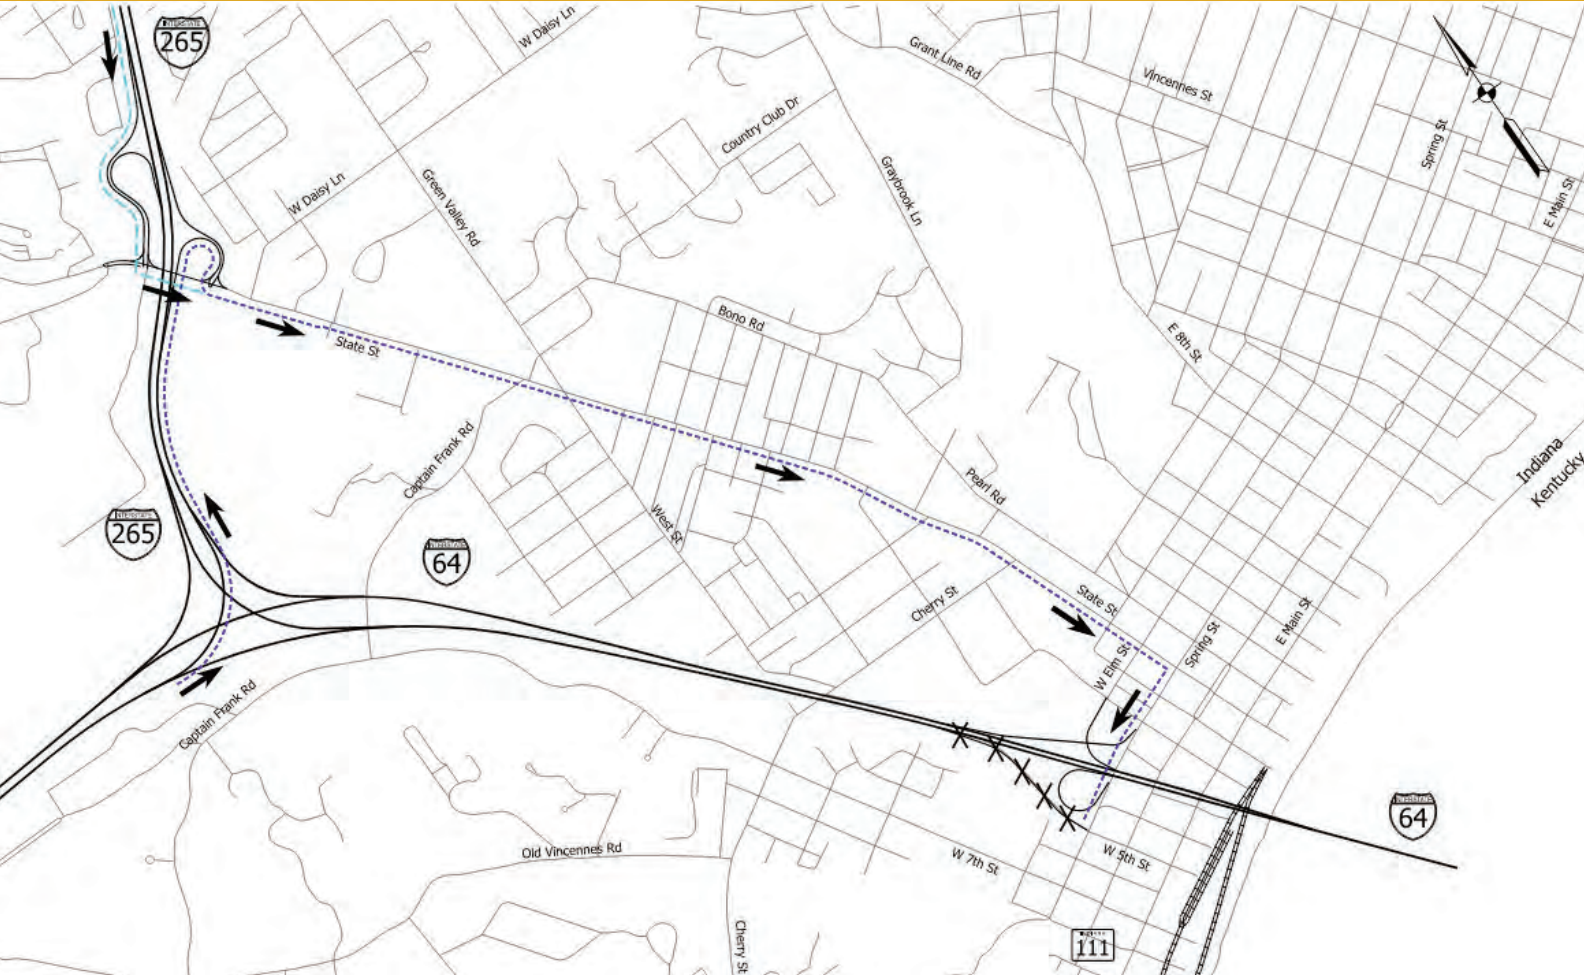 265
W Daisy Ln
Grant Line Rd
Vincennes St
Spring St
E Main St
Country Club Dr
W Daisy Ln
Green Valley Rd
Graybrook Ln
Bono Rd
E 8th St
State St
Captain Frank Rd
Indiana
Kentucky
Pearl Rd
West St
265
64
Cherry St
State St
Spring St
E Main St
W Elm St
Captain Frank Rd
64
Old Vincennes Rd
W 7th St
W 5th St
Cherry St
111